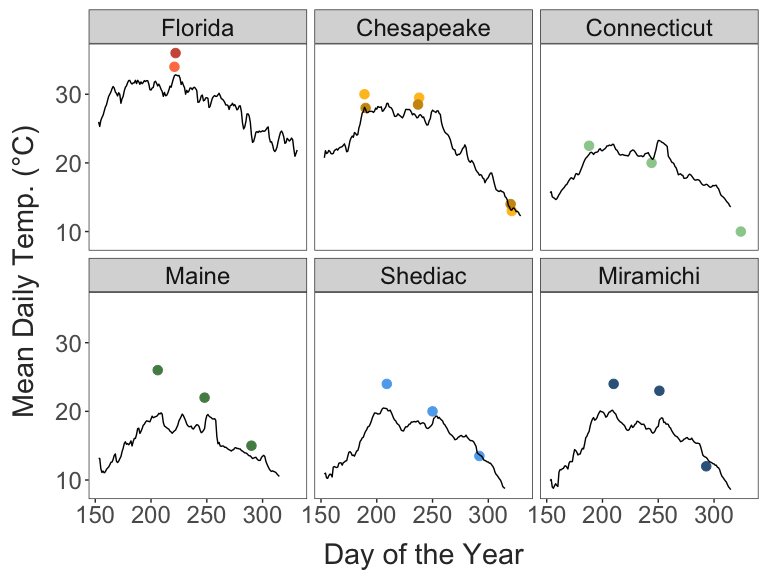 Florida Chesapeake Connecticut
30
20
10
Maine Shediac Miramichi
30
20
10
150 200 250 300 150 200 250 300 150 200 250 300
Day of the Year
Mean Daily Temp. (°C)